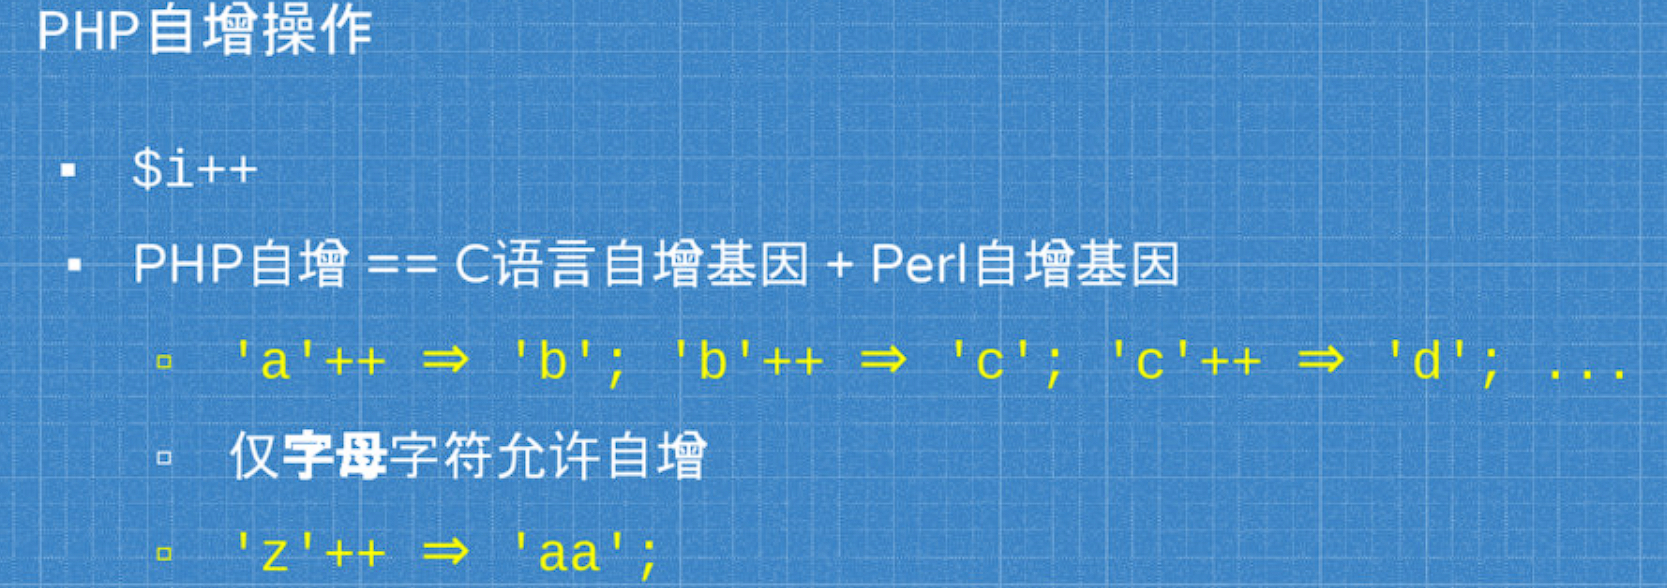 PHP自增操作
$i++
PHP自增 == C语言自增基因 + Perl自增基因
'a'++ ⇒ 'b'; 'b'++ ⇒ 'c'; 'c'++ ⇒ 'd'; ...
仅字母字符允许自增
'z'++ ⇒ 'aa';